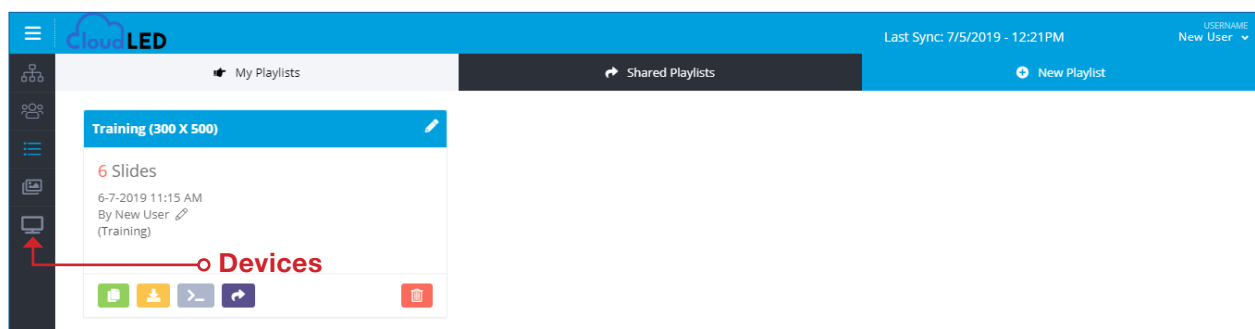 CloudLED
Last Sync: 7/5/2019 - 12:21PM
USERNAME
New User
My Playlists
Shared Playlists
New Playlist
Training (300 X 500)
6 Slides
6-7-2019 11:15 AM
By New User
(Training)
Devices